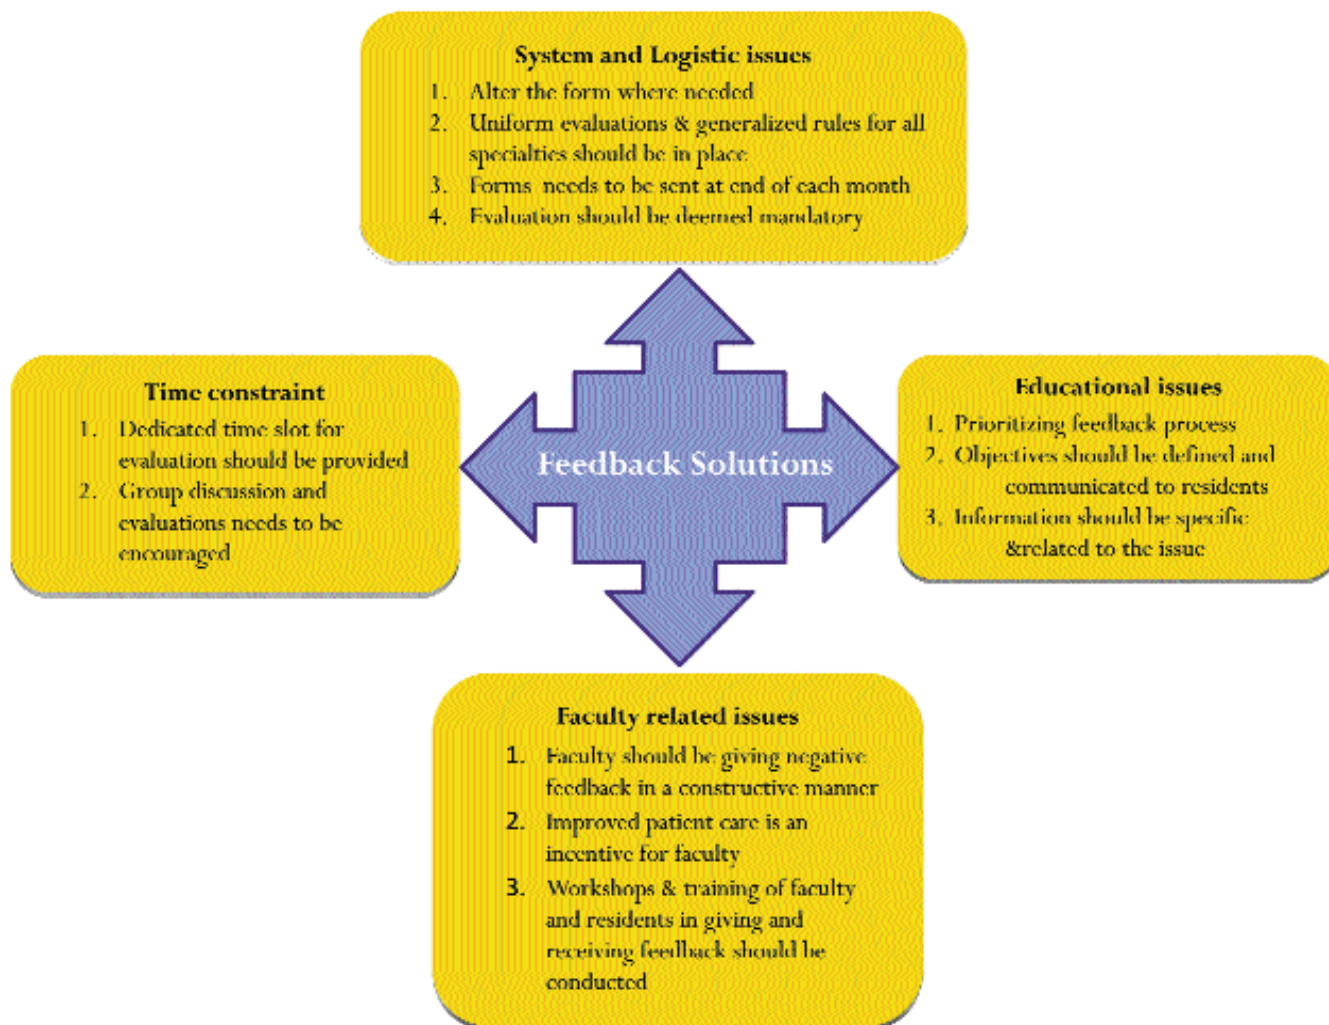 System and Logistic issues
1. Alter the form where needed
2. Uniform evaluations & generalized rules for all
specialties should be in place
3. Forms needs to be sent at end of each month
4. Evaluation should be deemed mandatory
Time constraint
1. Dedicated time slot for
evaluation should be provided
2. Group discussion and
evaluations needs to be
encouraged
Feedback Solutions
Educational issues
1. Prioritizing feedback process
2. Objectives should be defined and
communicated to residents
3. Information should be specific
&related to the issue
Faculty related issues
1. Faculty should be giving negative
feedback in a constructive manner
2. Improved patient care is an
incentive for faculty
3. Workshops & training of faculty
and residents in giving and
receiving feedback should be
conducted